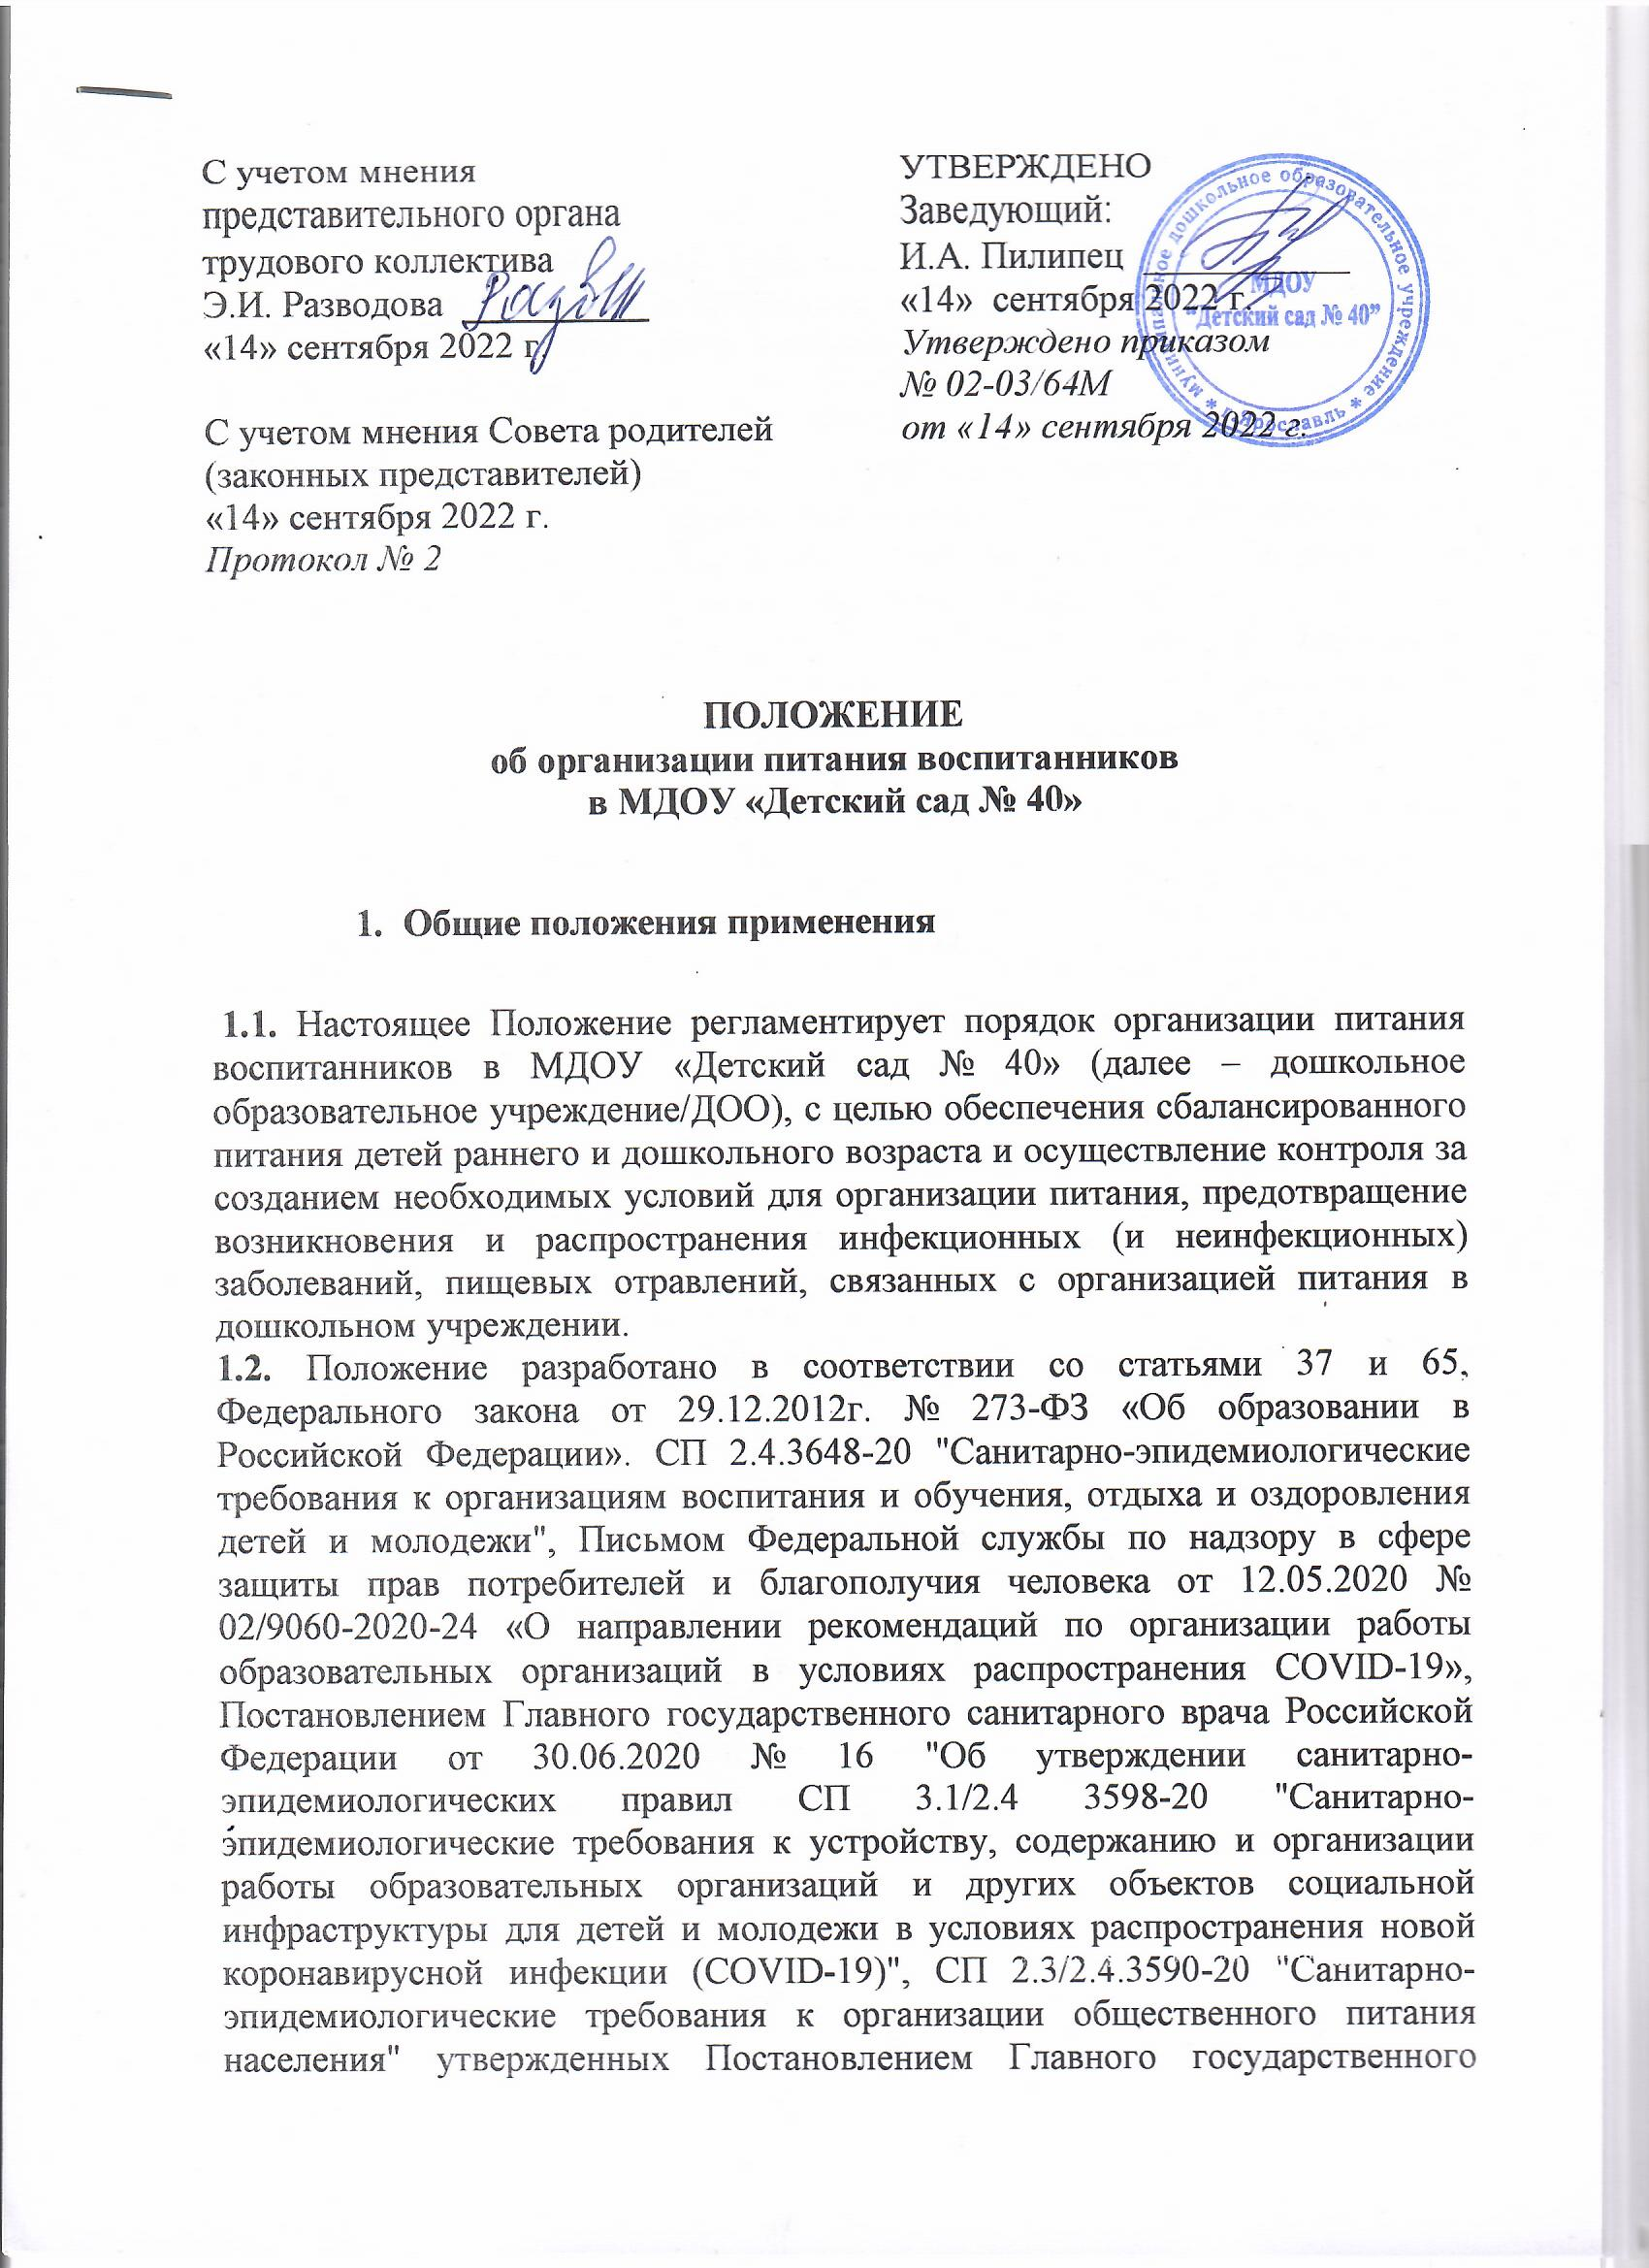 С учетом мнения
представительного органа
трудового коллектива
Э.И. Разводова
«14» сентября 2022 г.
С учетом мнения Совета родителей
(законных представителей)
«14» сентября 2022 г.
Протокол № 2
УТВЕРЖДЕНО
Заведующий:
И.А. Пилипец
«14» сентября 2022 г.
Утверждено приказом
№ 02-03/64М
от «14» сентября 2022 г.
муниципальное дошкольное образовательное учреждение * г.Ярославль *
МДОУ
"Детский сад № 40"
ПОЛОЖЕНИЕ
об организации питания воспитанников
в МДОУ «Детский сад № 40»
1. Общие положения применения
1.1. Настоящее Положение регламентирует порядок организации питания
воспитанников в МДОУ «Детский сад № 40» (далее – дошкольное
образовательное учреждение/ДОО), с целью обеспечения сбалансированного
питания детей раннего и дошкольного возраста и осуществление контроля за
созданием необходимых условий для организации питания, предотвращение
возникновения и распространения инфекционных (и неинфекционных)
заболеваний, пищевых отравлений, связанных с организацией питания в
дошкольном учреждении.
1.2. Положение разработано в соответствии со статьями 37 и 65,
Федерального закона от 29.12.2012г. № 273-ФЗ «Об образовании в
Российской Федерации». СП 2.4.3648-20 "Санитарно-эпидемиологические
требования к организациям воспитания и обучения, отдыха и оздоровления
детей и молодежи", Письмом Федеральной службы по надзору в сфере
защиты прав потребителей и благополучия человека от 12.05.2020 №
02/9060-2020-24 «О направлении рекомендаций по организации работы
образовательных организаций в условиях распространения COVID-19»,
Постановлением Главного государственного санитарного врача Российской
Федерации от 30.06.2020 № 16 "Об утверждении санитарно-
эпидемиологических правил СП 3.1/2.4 3598-20 "Санитарно-
эпидемиологические требования к устройству, содержанию и организации
работы образовательных организаций и других объектов социальной
инфраструктуры для детей и молодежи в условиях распространения новой
коронавирусной инфекции (COVID-19)", СП 2.3/2.4.3590-20 "Санитарно-
эпидемиологические требования к организации общественного питания
населения" утвержденных Постановлением Главного государственного